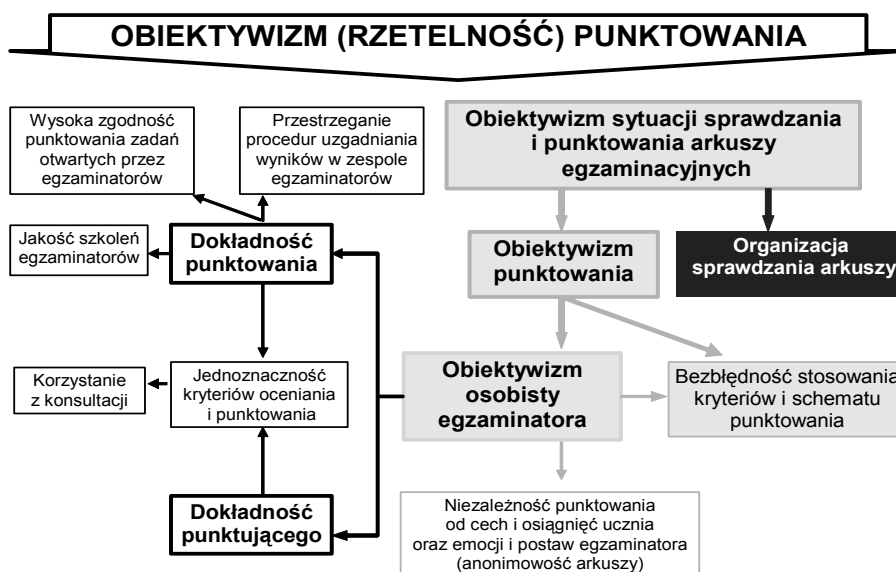 OBIEKTYWIZM (RZETELNOŚĆ) PUNKTOWANIA
Wysoka zgodność
punktowania zadań
otwartych przez
egzaminatorów
Przestrzeganie
procedur uzgadniania
wyników w zespole
egzaminatorów
Obiektywizm sytuacji sprawdzania
i punktowania arkuszy
egzaminacyjnych
Jakość szkoleń
egzaminatorów
Dokładność
punktowania
Obiektywizm
punktowania
Organizacja
sprawdzania arkuszy
Korzystanie
z konsultacji
Jednoznaczność
kryteriów oceniania
i punktowania
Obiektywizm
osobisty
egzaminatora
Bezbłędność stosowania
kryteriów i schematu
punktowania
Dokładność
punktującego
Niezależność punktowania
od cech i osiągnięć ucznia
oraz emocji i postaw egzaminatora
(anonimowość arkuszy)